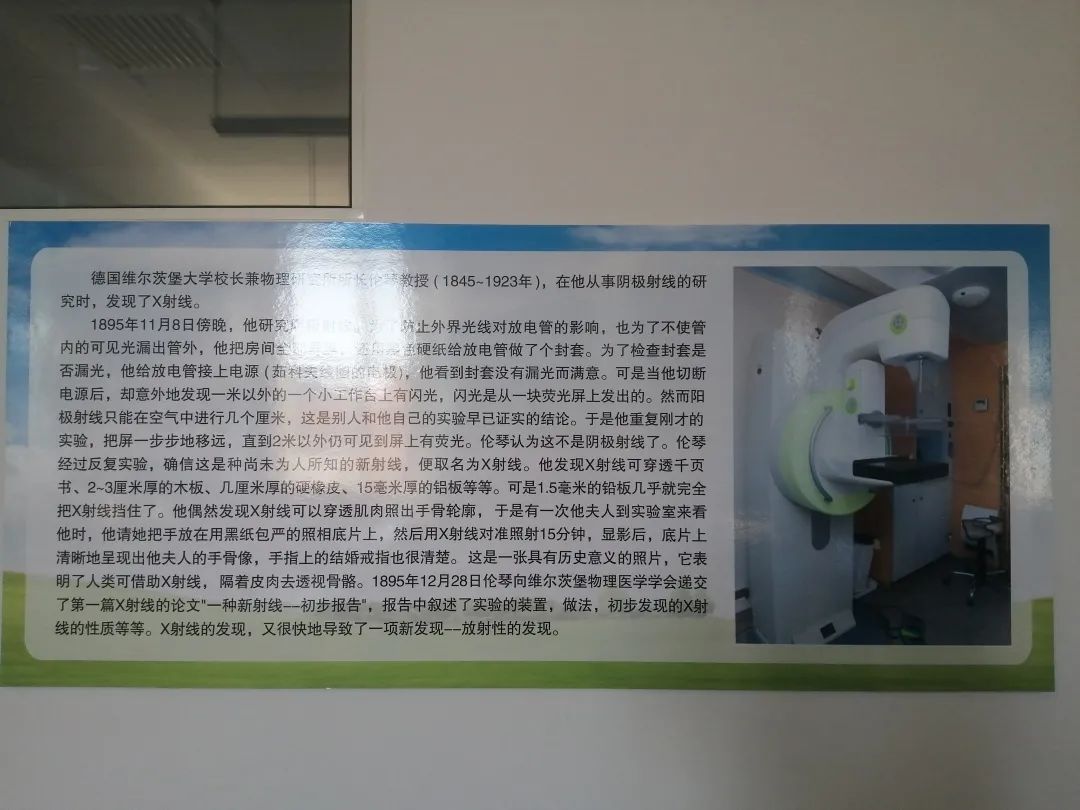 德国维尔茨堡大学校长兼物理研究所所长伦琴教授（1845~1923年），在他从事阴极射线的研
究时，发现了X射线。
1895年11月8日傍晚，他研究阴极射线。为了防止外界光线对放电管的影响，也为了不使管
内的可见光漏出管外，他把房间全部弄黑，还用黑色硬纸给放电管做了个封套。为了检查封套是
否漏光，他给放电管接上电源（茹科夫线圈的电极），他看到封套没有漏光而满意。可是当他切断
电源后，却意外地发现一米以外的一个小工作台上有闪光，闪光是从一块荧光屏上发出的。然而阳
极射线只能在空气中进行几个厘米，这是别人和他自己的实验早已证实的结论。于是他重复刚才的
实验，把屏一步步地移远，直到2米以外仍可见到屏上有荧光。伦琴认为这不是阴极射线了。伦琴
经过反复实验，确信这是种尚未为人所知的新射线，便取名为X射线。他发现X射线可穿透千页
书、2~3厘米厚的木板、几厘米厚的硬橡皮、15毫米厚的铝板等等。可是1.5毫米的铅板几乎就完全
把X射线挡住了。他偶然发现X射线可以穿透肌肉照出手骨轮廓，于是有一次他夫人到实验室来看
他时，他请她把手放在用黑纸包严的照相底片上，然后用X射线对准照射15分钟，显影后，底片上
清晰地呈现出他夫人的手骨像，手指上的结婚戒指也很清楚。这是一张具有历史意义的照片，它表
明了人类可借助X射线，隔着皮肉去透视骨骼。1895年12月28日伦琴向维尔茨堡物理医学学会递交
了第一篇X射线的论文"一种新射线--初步报告"，报告中叙述了实验的装置，做法，初步发现的X射
线的性质等等。X射线的发现，又很快地导致了一项新发现--放射性的发现。